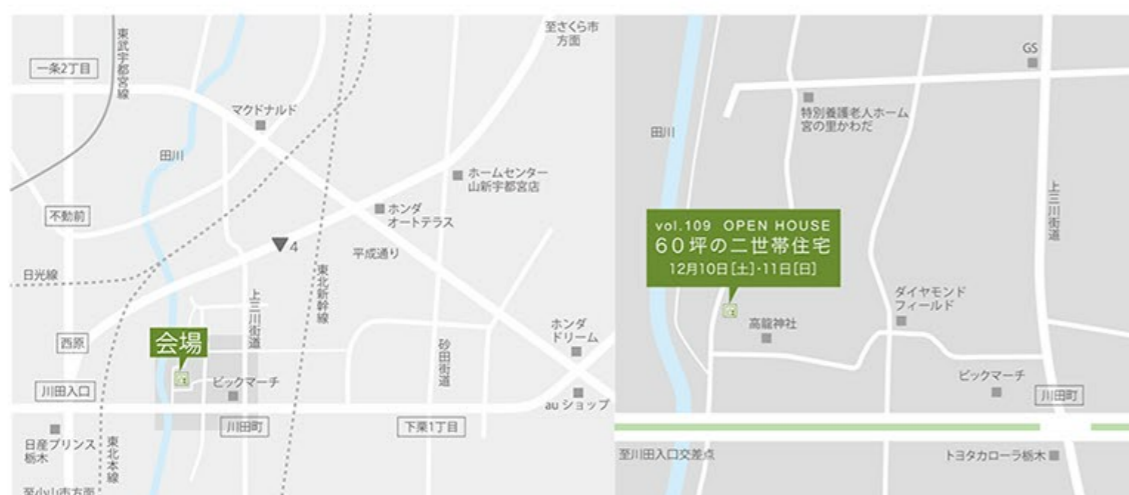 東武宇都宮線
至さくら市
方面
一条2丁目
マクドナルド
田川
ホームセンター
山新宇都宮店
ホンダ
オートテラス
不動前
4
平成通り
日光線
東北新幹線
上三川街道
西原
会場
ホンダ
ドリーム
砂田街道
川田入口
ビックマーチ
auショップ
川田町
下栗1丁目
日産プリンス
栃木
東北本線
至小山市方面
GS
特別養護老人ホーム
宮の里かわだ
田川
上三川街道
vol.109 OPEN HOUSE
60坪の二世帯住宅
12月10日[土]・11日[日]
ダイヤモンド
フィールド
高龗神社
ビックマーチ
川田町
至川田入口交差点
トヨタカローラ栃木